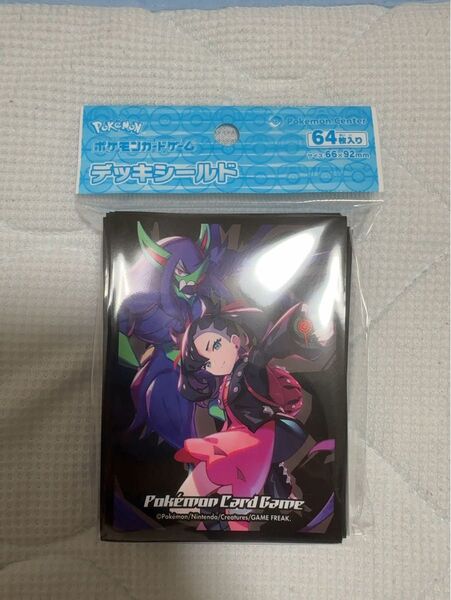 POKéMON
ポケモンカードゲーム
デッキシールド
Pokémon Center
64枚入り
サイズ 66×92mm
Pokémon Card Game
©Pokémon/Nintendo/Creatures/GAME FREAK.